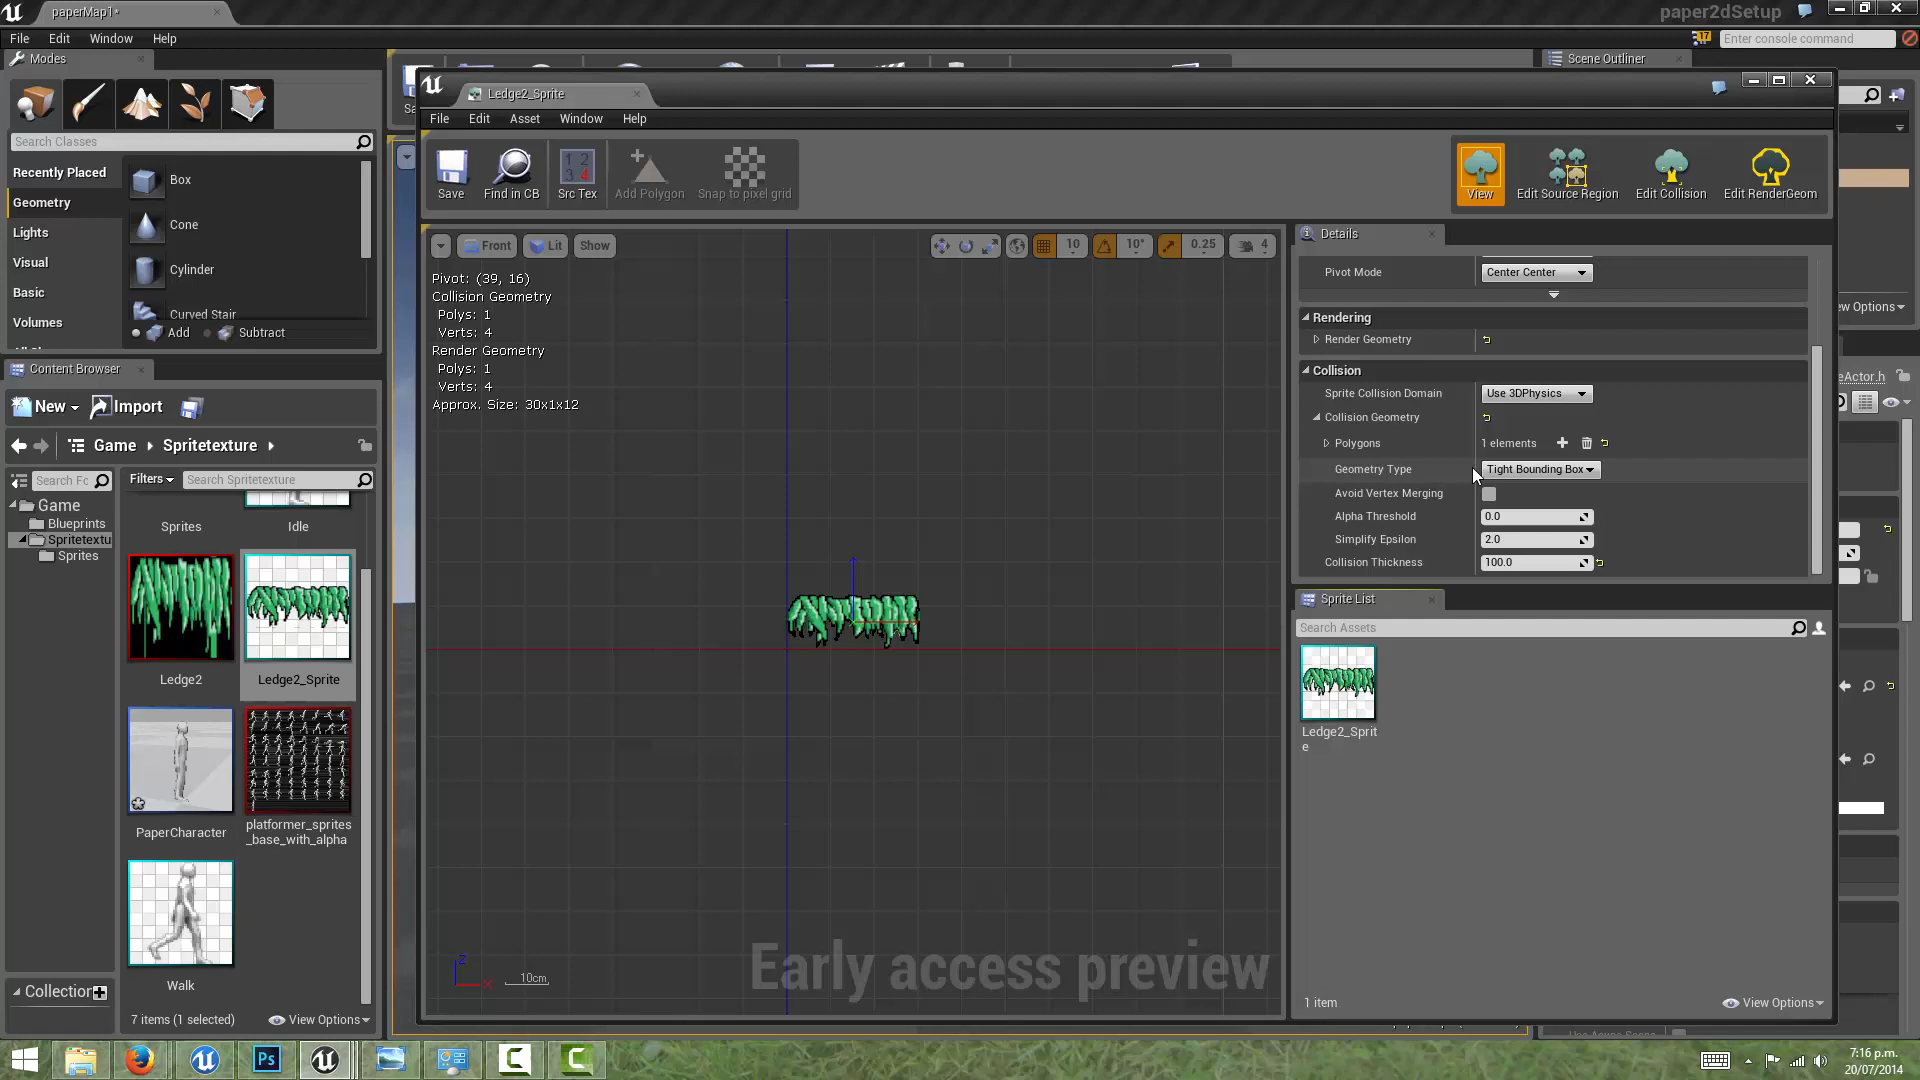 paperMap1*
paper2dSetup
File Edit Window Help
17
Enter console command
Modes
Search Classes
Recently Placed
Geometry
Lights
Visual
Basic
Volumes
Box
Cone
Cylinder
Curved Stair
Add Subtract
Content Browser
New Import
Game Spritetexture
Search Fo
Filters
Search Spritetexture
Game
Blueprints
Spritetextu
Sprites
Sprites
Idle
Ledge2
Ledge2_Sprite
PaperCharacter
platformer_sprites
_base_with_alpha
Walk
Collection
7 items (1 selected)
View Options
Scene Outliner
Ledge2_Sprite
File Edit Asset Window Help
Save
Find in CB
1 2
3 4
Src Tex
Add Polygon
Snap to pixel grid
View
Edit Source Region
Edit Collision
Edit RenderGeom
Front
Lit
Show
10
10°
0.25
4
Pivot: (39, 16)
Collision Geometry
Polys: 1
Verts: 4
Render Geometry
Polys: 1
Verts: 4
Approx. Size: 30x1x12
Z
X
10cm
Early access preview
Details
Pivot Mode
Center Center
Rendering
Render Geometry
Collision
Sprite Collision Domain
Use 3DPhysics
Collision Geometry
Polygons
1 elements
Geometry Type
Tight Bounding Box
Avoid Vertex Merging
Alpha Threshold
0.0
Simplify Epsilon
2.0
Collision Thickness
100.0
Sprite List
Search Assets
Ledge2_Sprit
e
1 item
View Options
ew Options
eActor.h
Ps
7:16 p.m.
20/07/2014